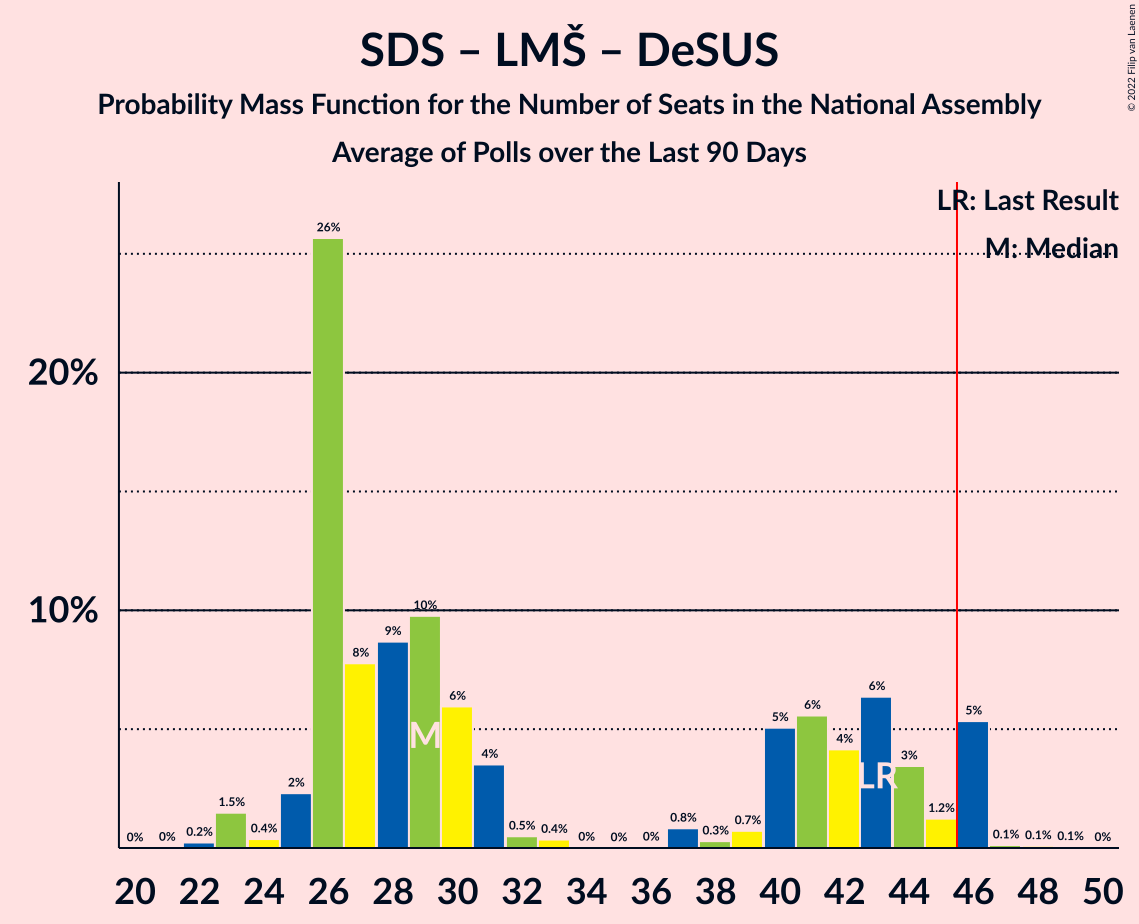 SDS – LMŠ – DeSUS
Probability Mass Function for the Number of Seats in the National Assembly
Average of Polls over the Last 90 Days
© 2022 Filip van Laenen
LR: Last Result
M: Median
20%
10%
0% 0% 0.2% 1.5% 0.4% 2% 26% 8% 9% 10% 6% 4% 0.5% 0.4% 0% 0% 0% 0.8% 0.3% 0.7% 5% 6% 4% 6% 3% 1.2% 5% 0.1% 0.1% 0.1% 0%
M
LR
20 22 24 26 28 30 32 34 36 38 40 42 44 46 48 50